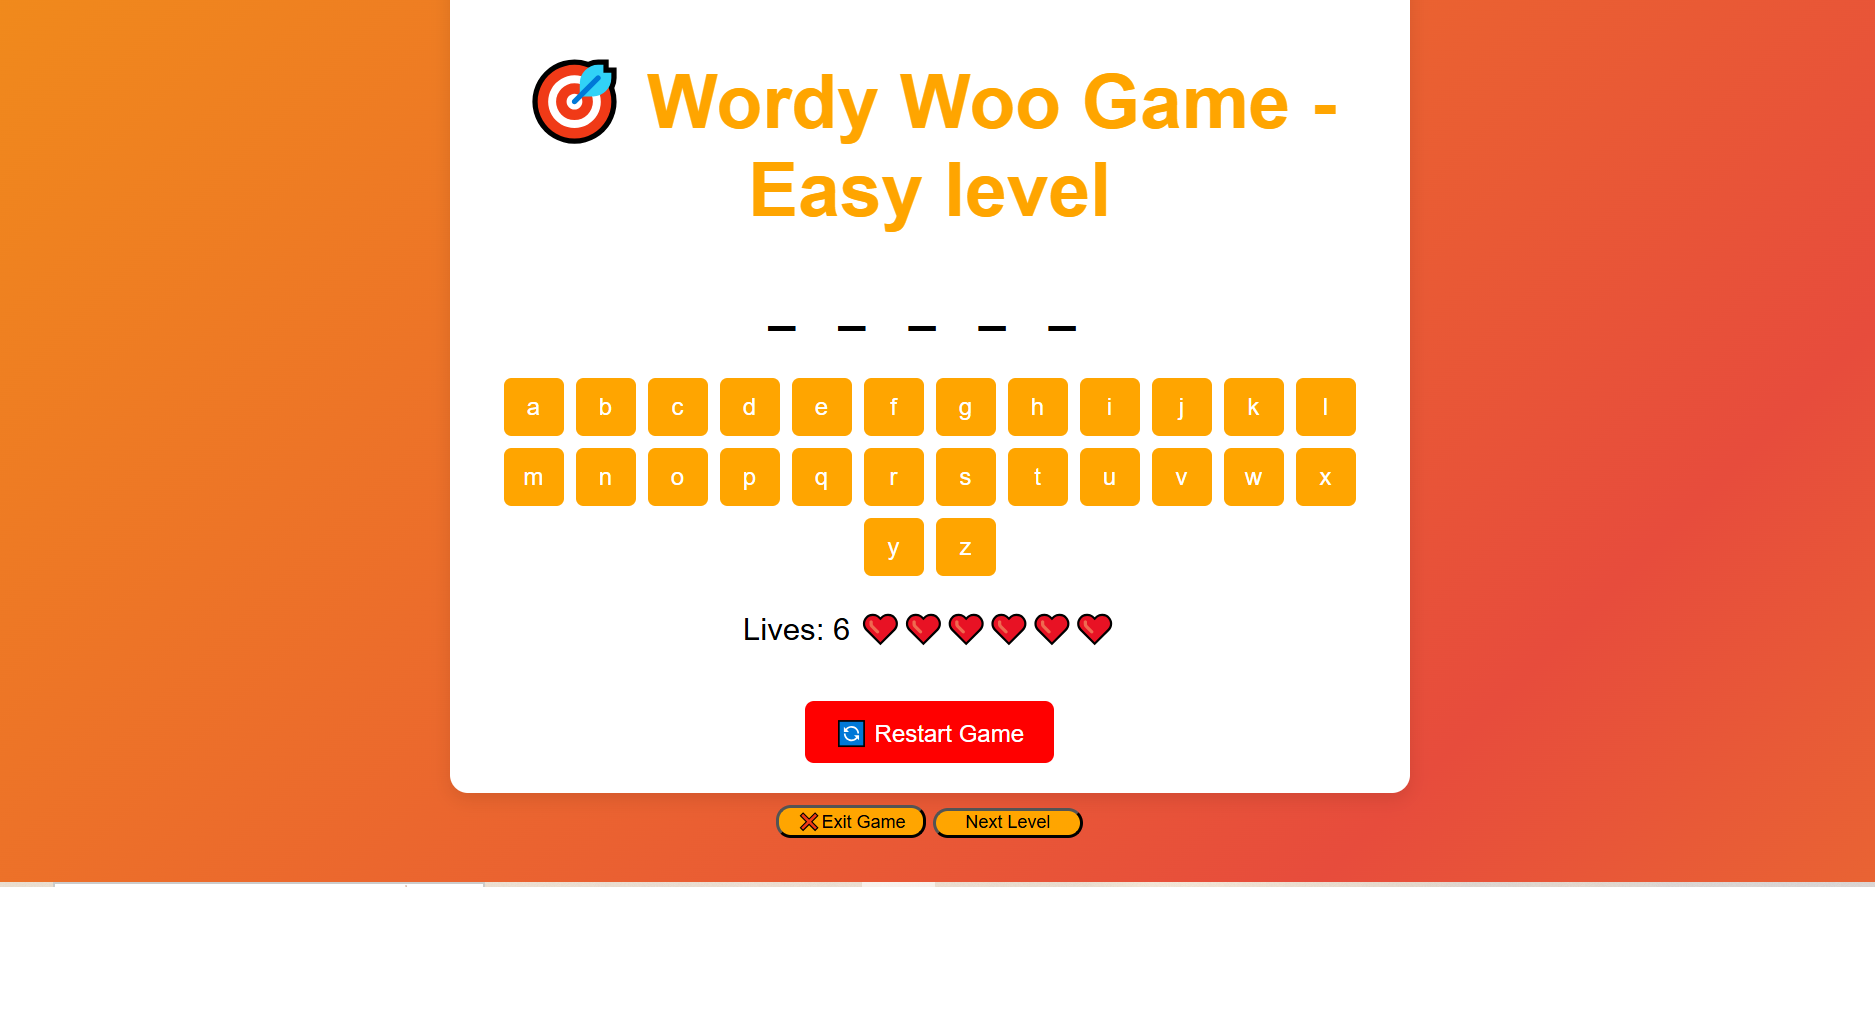 🎯 Wordy Woo Game -
Easy level
_ _ _ _ _
a b c d e f g h i j k l
m n o p q r s t u v w x
y z
Lives: 6 ❤️❤️❤️❤️❤️❤️
🔄 Restart Game
❌Exit Game Next Level